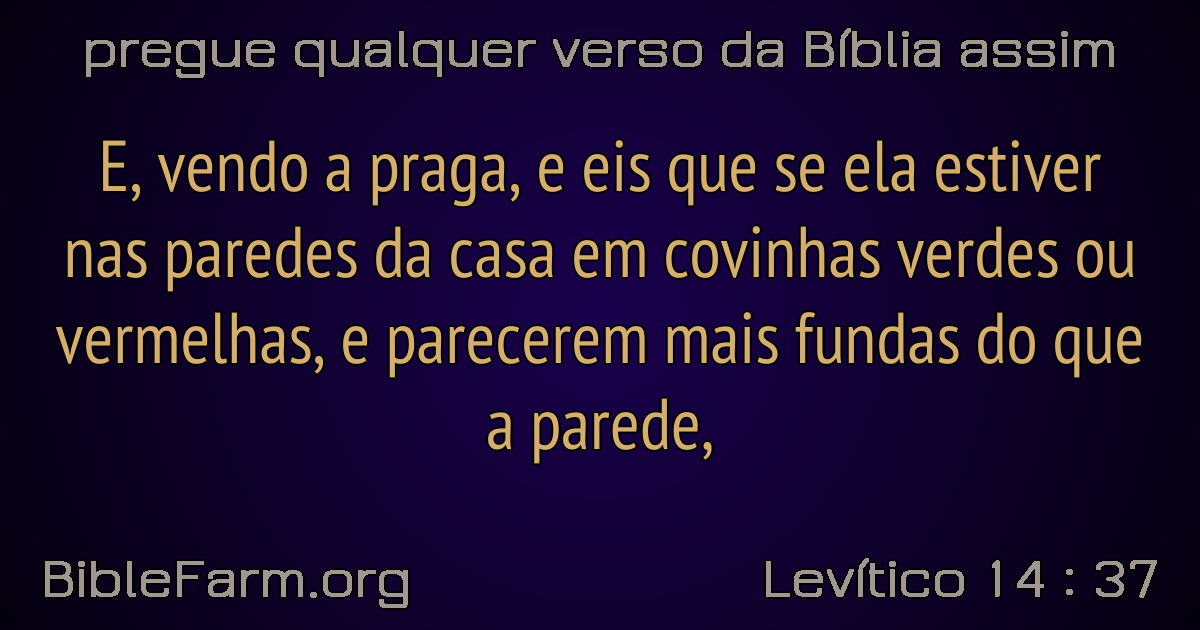 pregue qualquer verso da Bíblia assim
E, vendo a praga, e eis que se ela estiver
nas paredes da casa em covinhas verdes ou
vermelhas, e parecerem mais fundas do que
a parede,
BibleFarm.org
Levítico 14 : 37